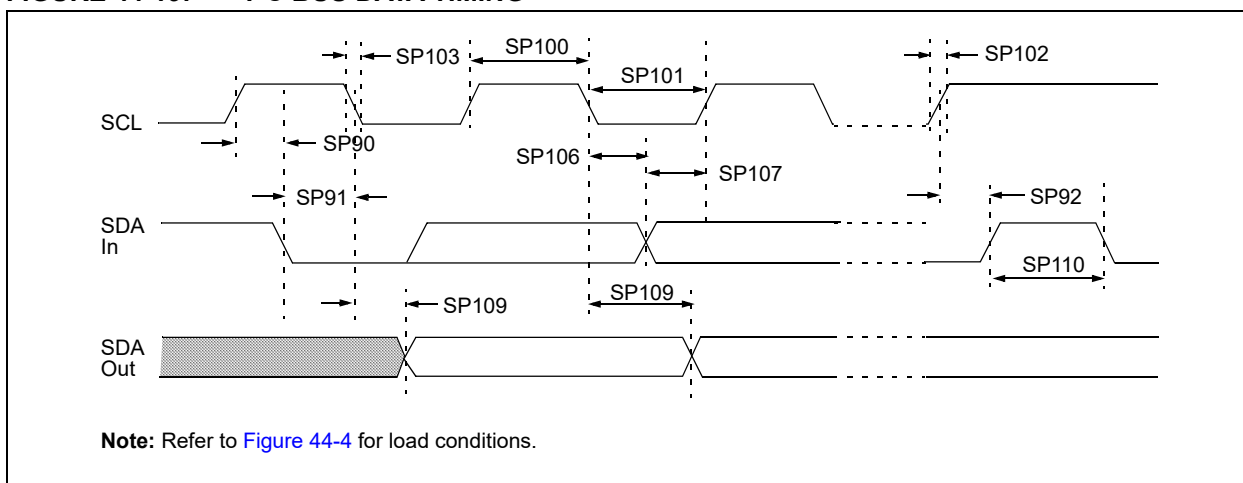 SP103
SP100
SP101
SP102
SCL
SP90
SP106
SP107
SP91
SP92
SDA
In
SP110
SP109
SP109
SDA
Out
Note: Refer to Figure 44-4 for load conditions.